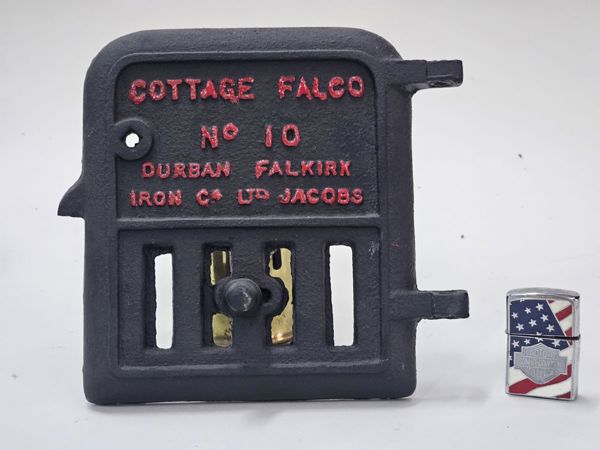 COTTAGE FALCO
No 10
DURBAN FALKIRK
IRON Co LTD JACOBS